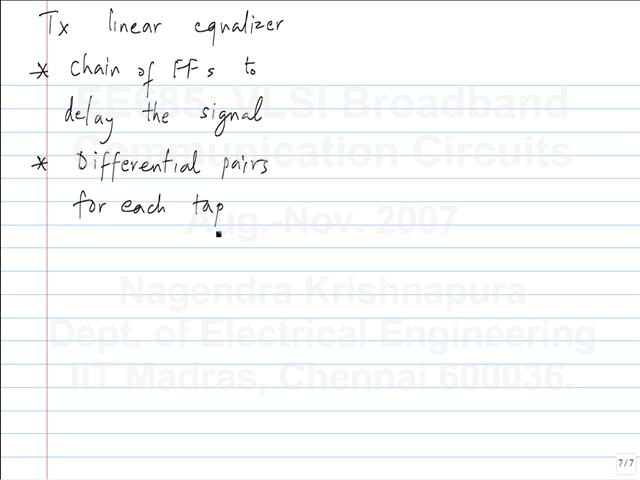 Tx linear equalizer
* Chain of FFs to
delay the signal
* Differential pairs
for each tap
EE685: VLSI Broadband
Communication Circuits
Aug.-Nov. 2007
Nagendra Krishnapura
Dept. of Electrical Engineering
IIT Madras, Chennai 600036.
7/7